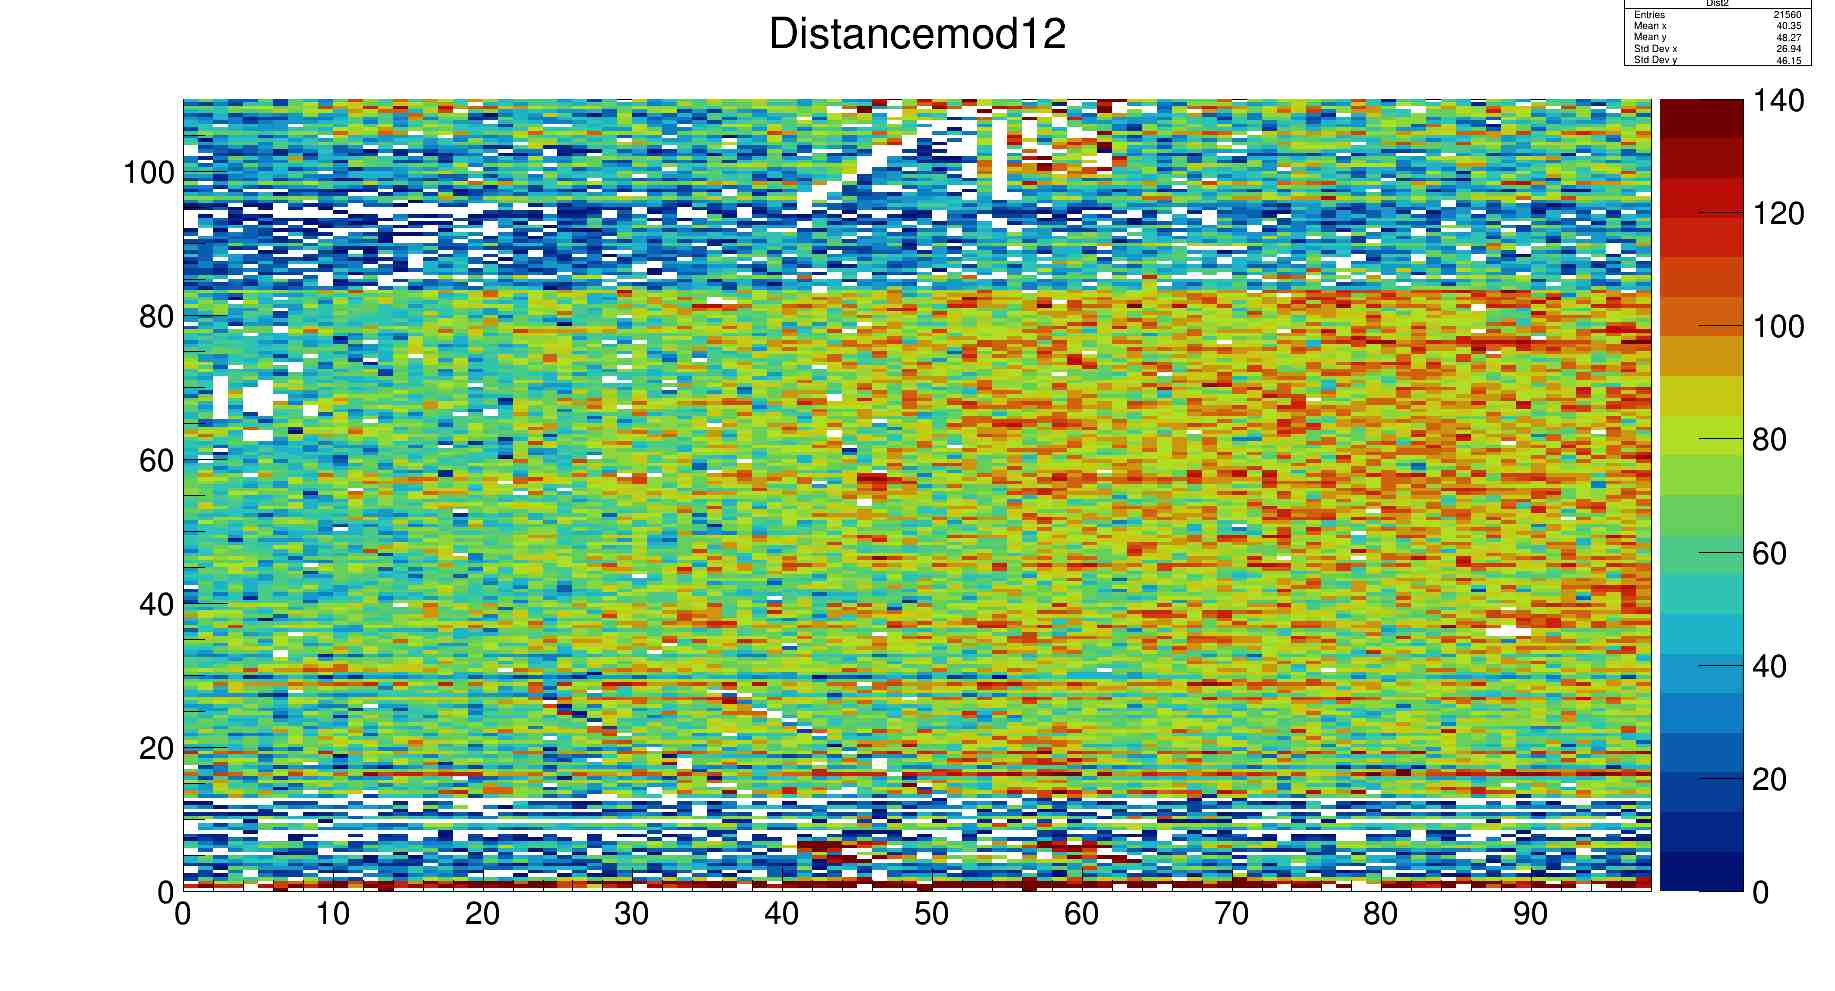 Distancemod12
Dist2
Entries 21560
Mean x 40.35
Mean y 48.27
Std Dev x 26.94
Std Dev y 46.15
140
120
100
80
60
40
20
0
100
80
60
40
20
0
0 10 20 30 40 50 60 70 80 90